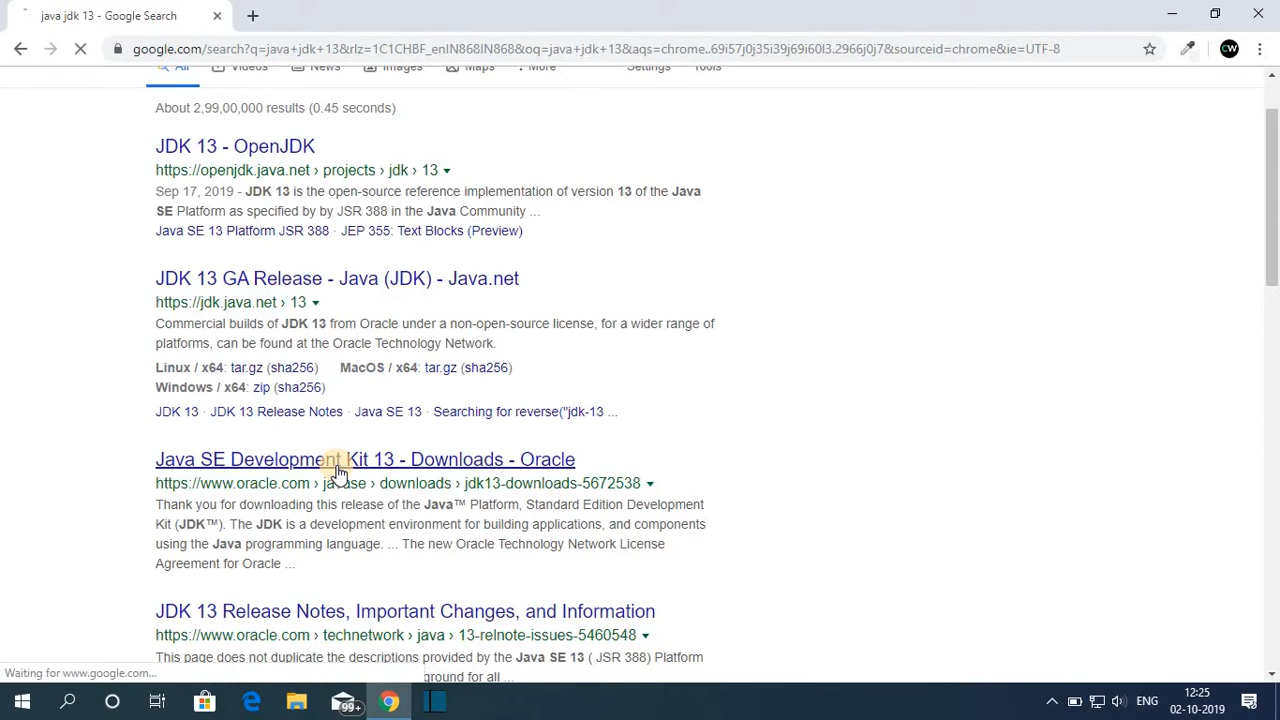 java jdk 13 - Google Search
google.com/search?q=java+jdk+13&rlz=1C1CHBF_enIN868IN868&oq=java+jdk+13&aqs=chrome..69i57j0j35i39j69i60l3.2966j0j7&sourceid=chrome&ie=UTF-8
CW
All Videos News Images Maps More Settings Tools
About 2,99,00,000 results (0.45 seconds)
JDK 13 - OpenJDK
https://openjdk.java.net › projects › jdk › 13
Sep 17, 2019 - JDK 13 is the open-source reference implementation of version 13 of the Java
SE Platform as specified by by JSR 388 in the Java Community ...
Java SE 13 Platform JSR 388 · JEP 355: Text Blocks (Preview)
JDK 13 GA Release - Java (JDK) - Java.net
https://jdk.java.net › 13
Commercial builds of JDK 13 from Oracle under a non-open-source license, for a wider range of
platforms, can be found at the Oracle Technology Network.
Linux / x64: tar.gz (sha256) MacOS / x64: tar.gz (sha256)
Windows / x64: zip (sha256)
JDK 13 · JDK 13 Release Notes · Java SE 13 · Searching for reverse("jdk-13 ...
Java SE Development Kit 13 - Downloads - Oracle
https://www.oracle.com › javase › downloads › jdk13-downloads-5672538
Thank you for downloading this release of the Java™ Platform, Standard Edition Development
Kit (JDK™). The JDK is a development environment for building applications, and components
using the Java programming language. ... The new Oracle Technology Network License
Agreement for Oracle ...
JDK 13 Release Notes, Important Changes, and Information
https://www.oracle.com › technetwork › java › 13-relnote-issues-5460548
This page does not duplicate the descriptions provided by the Java SE 13 ( JSR 388) Platform
ground for all ...
Waiting for www.google.com...
99+
ENG
12:25
02-10-2019